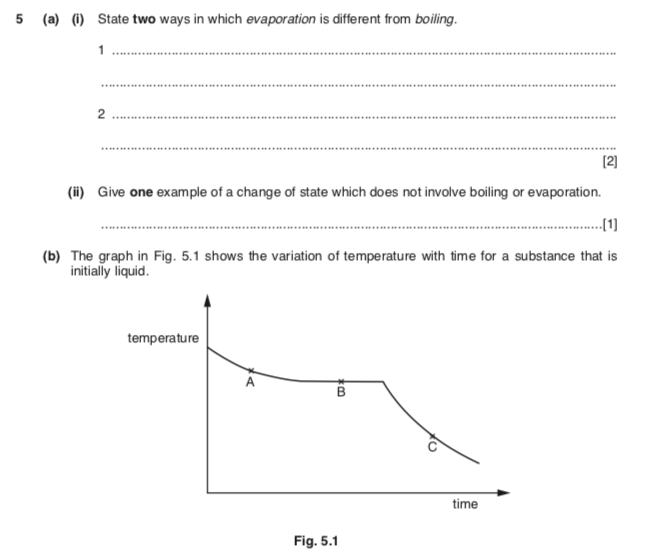 5 (a) (i) State two ways in which evaporation is different from boiling.
1 ..............................................................................
..............................................................................
2 ..............................................................................
..............................................................................
[2]
(ii) Give one example of a change of state which does not involve boiling or evaporation.
..............................................................................[1]
(b) The graph in Fig. 5.1 shows the variation of temperature with time for a substance that is
initially liquid.
temperature
A
B
C
time
Fig. 5.1